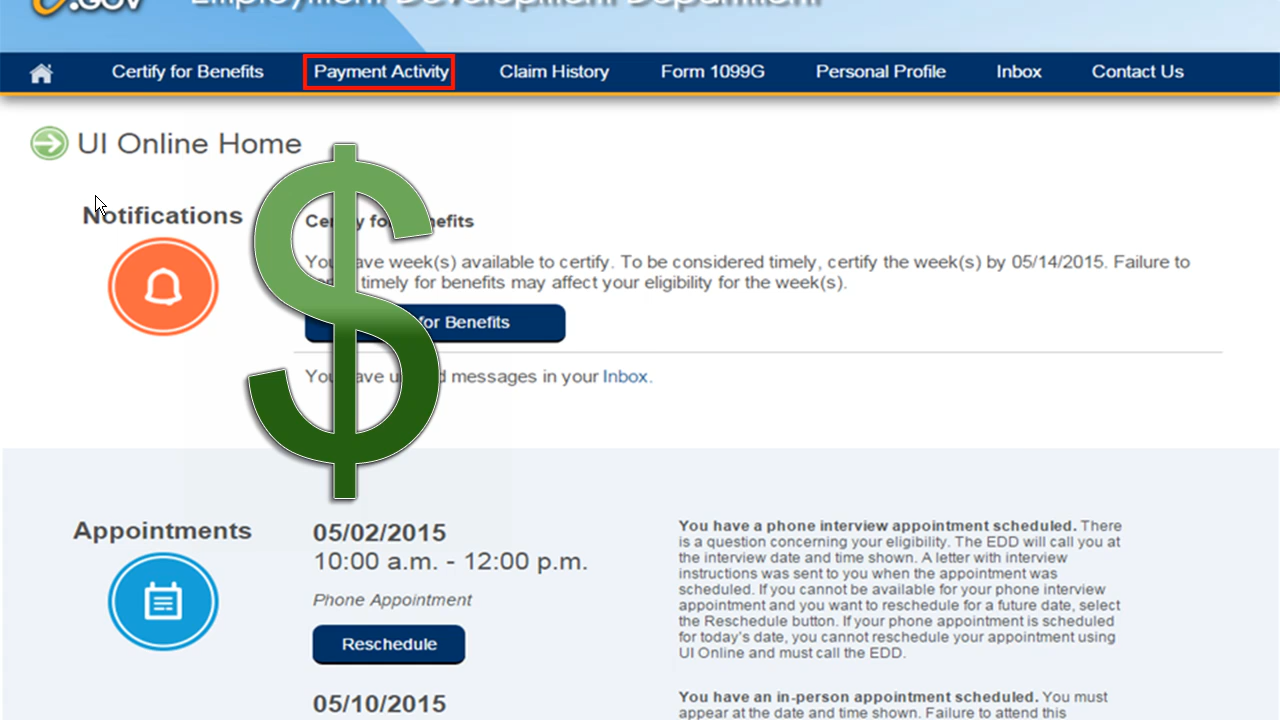 .GOV Employment Development Department
Certify for Benefits Payment Activity Claim History Form 1099G Personal Profile Inbox Contact Us
UI Online Home
Notifications
You have week(s) available to certify. To be considered timely, certify the week(s) by 05/14/2015. Failure to
timely for benefits may affect your eligibility for the week(s).
for Benefits
You have messages in your Inbox.
Appointments
05/02/2015
10:00 a.m. - 12:00 p.m.
Phone Appointment
Reschedule
You have a phone interview appointment scheduled. There
is a question concerning your eligibility. The EDD will call you at
the interview date and time shown. A letter with interview
instructions was sent to you when the appointment was
scheduled. If you cannot be available for your phone interview
appointment and you want to reschedule for a future date, select
the Reschedule button. If your phone appointment is scheduled
for today's date, you cannot reschedule your appointment using
UI Online and must call the EDD.
05/10/2015
You have an in-person appointment scheduled. You must
appear at the date and time shown. Failure to attend this